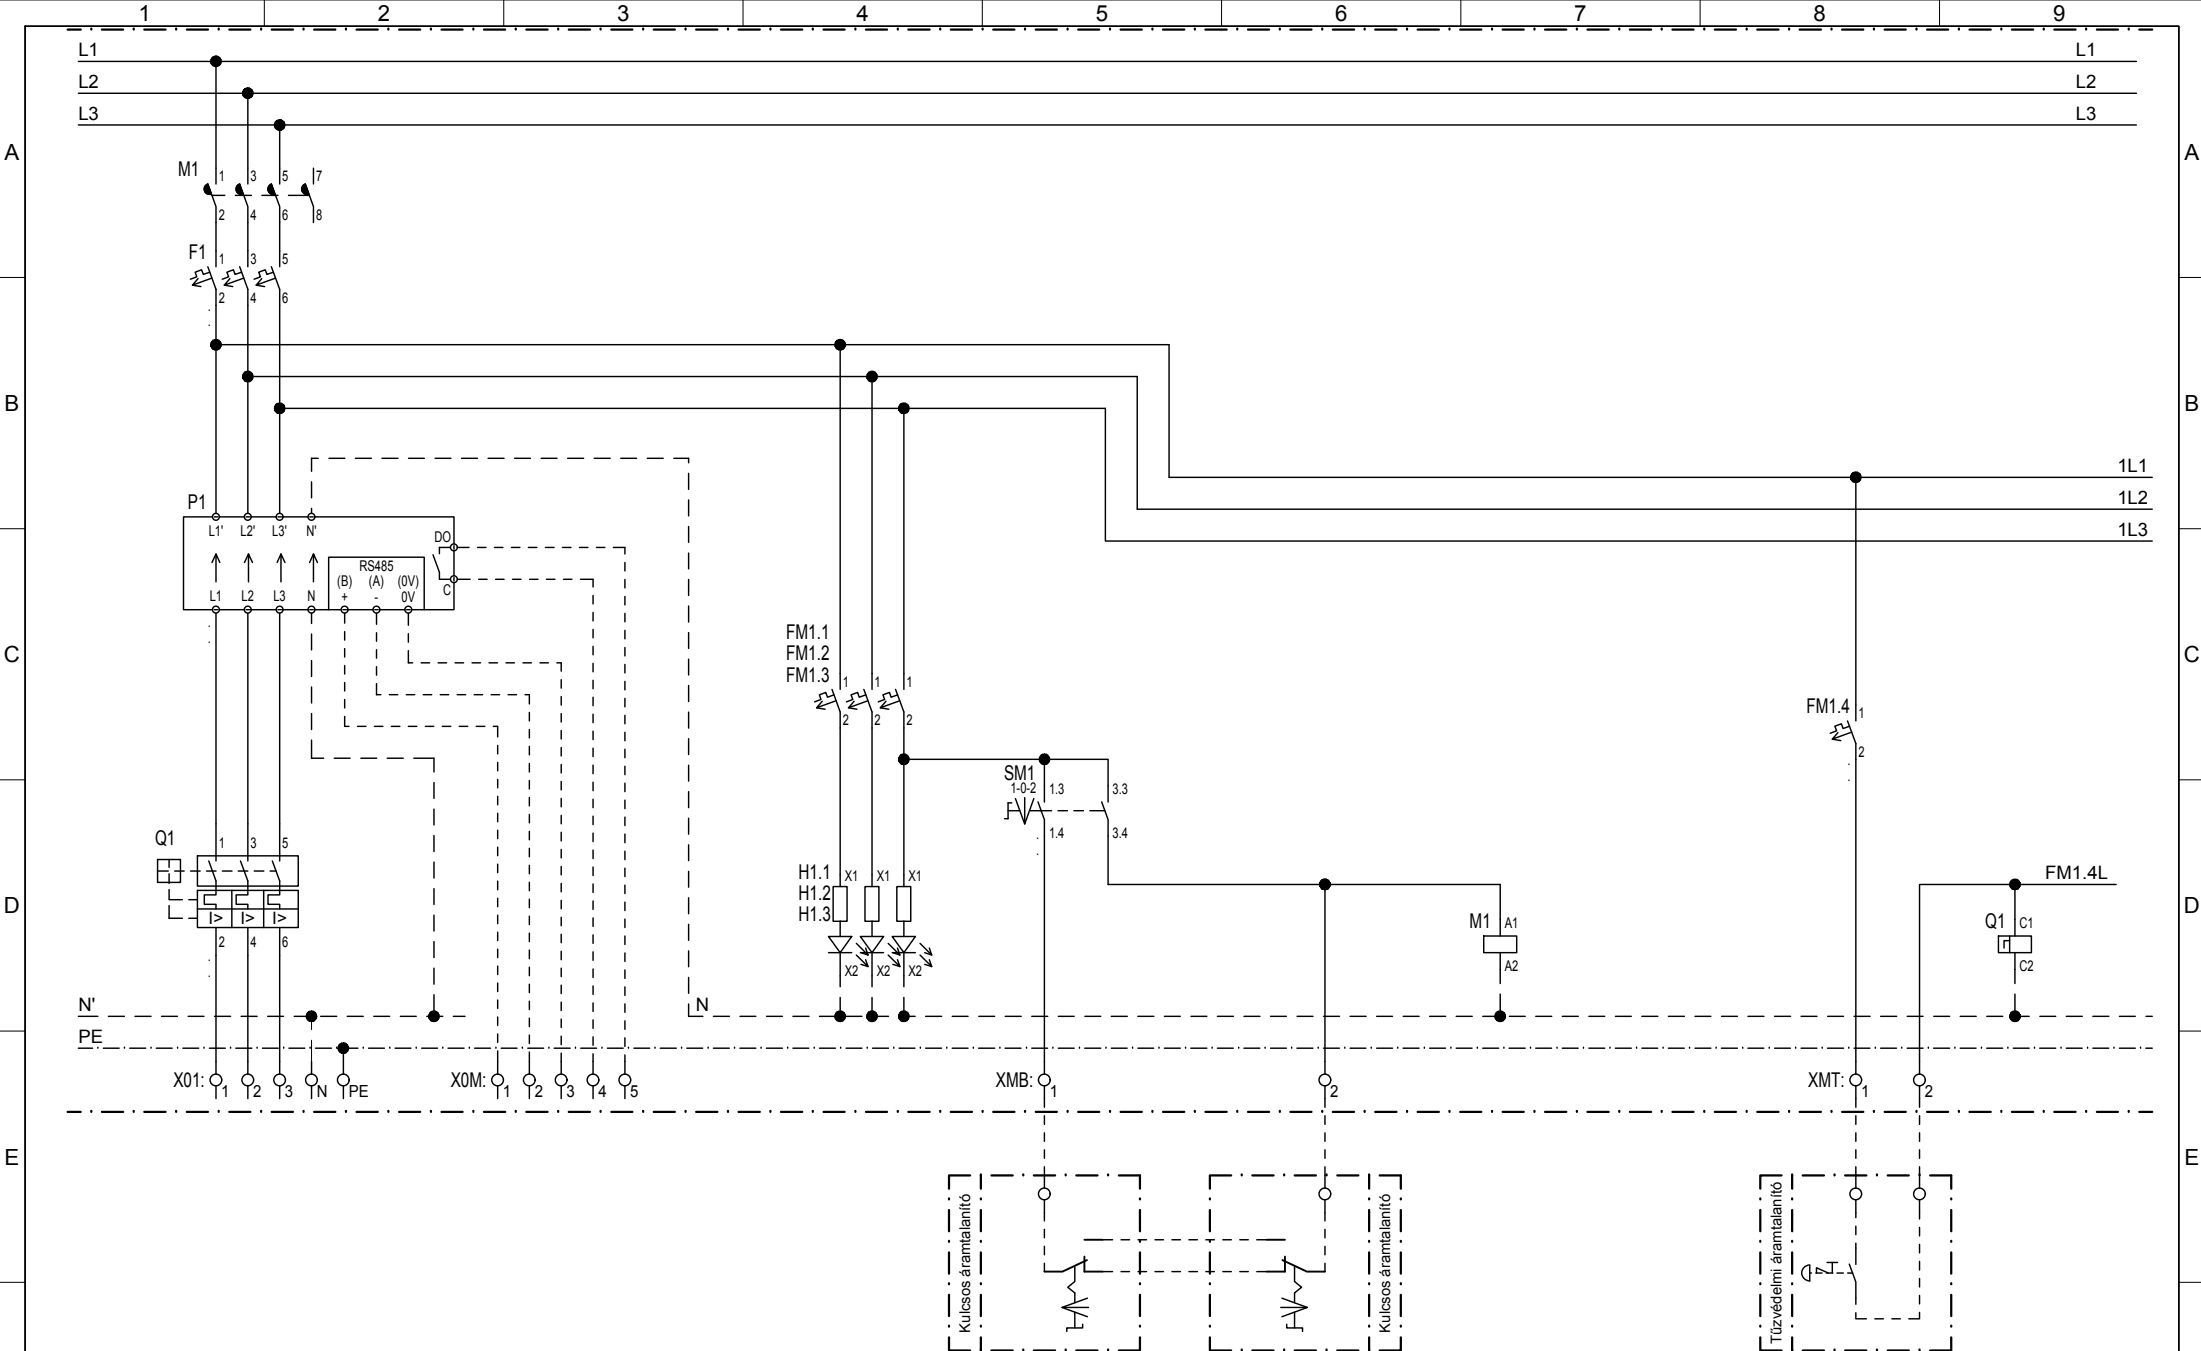 1 2 3 4 5 6 7 8 9
L1 L1
L2 L2
L3 L3
A A
M1 1 3 5 7
2 4 6 8
F1 1 3 5
2 4 6
B B
1L1
1L2
1L3
P1
L1' L2' L3' N' DO
RS485
(B) (A) (0V)
+ - 0V
C
L1 L2 L3 N
C C
FM1.1
FM1.2
FM1.3
1 1 1
2 2 2
FM1.4 1
2
SM1
1-0-2 1.3 3.3
1.4 3.4
Q1 1 3 5
I> I> I>
2 4 6
H1.1 X1 X1 X1
H1.2
H1.3
X2 X2 X2
FM1.4L
D D
M1 A1
A2
Q1 C1
C2
N' N
PE
X01: 1 2 3 N PE
X0M: 1 2 3 4 5
XMB: 1 2
XMT: 1 2
E E
Kulcsos áramtalanító
Kulcsos áramtalanító
Tűzvédelmi áramtalanító